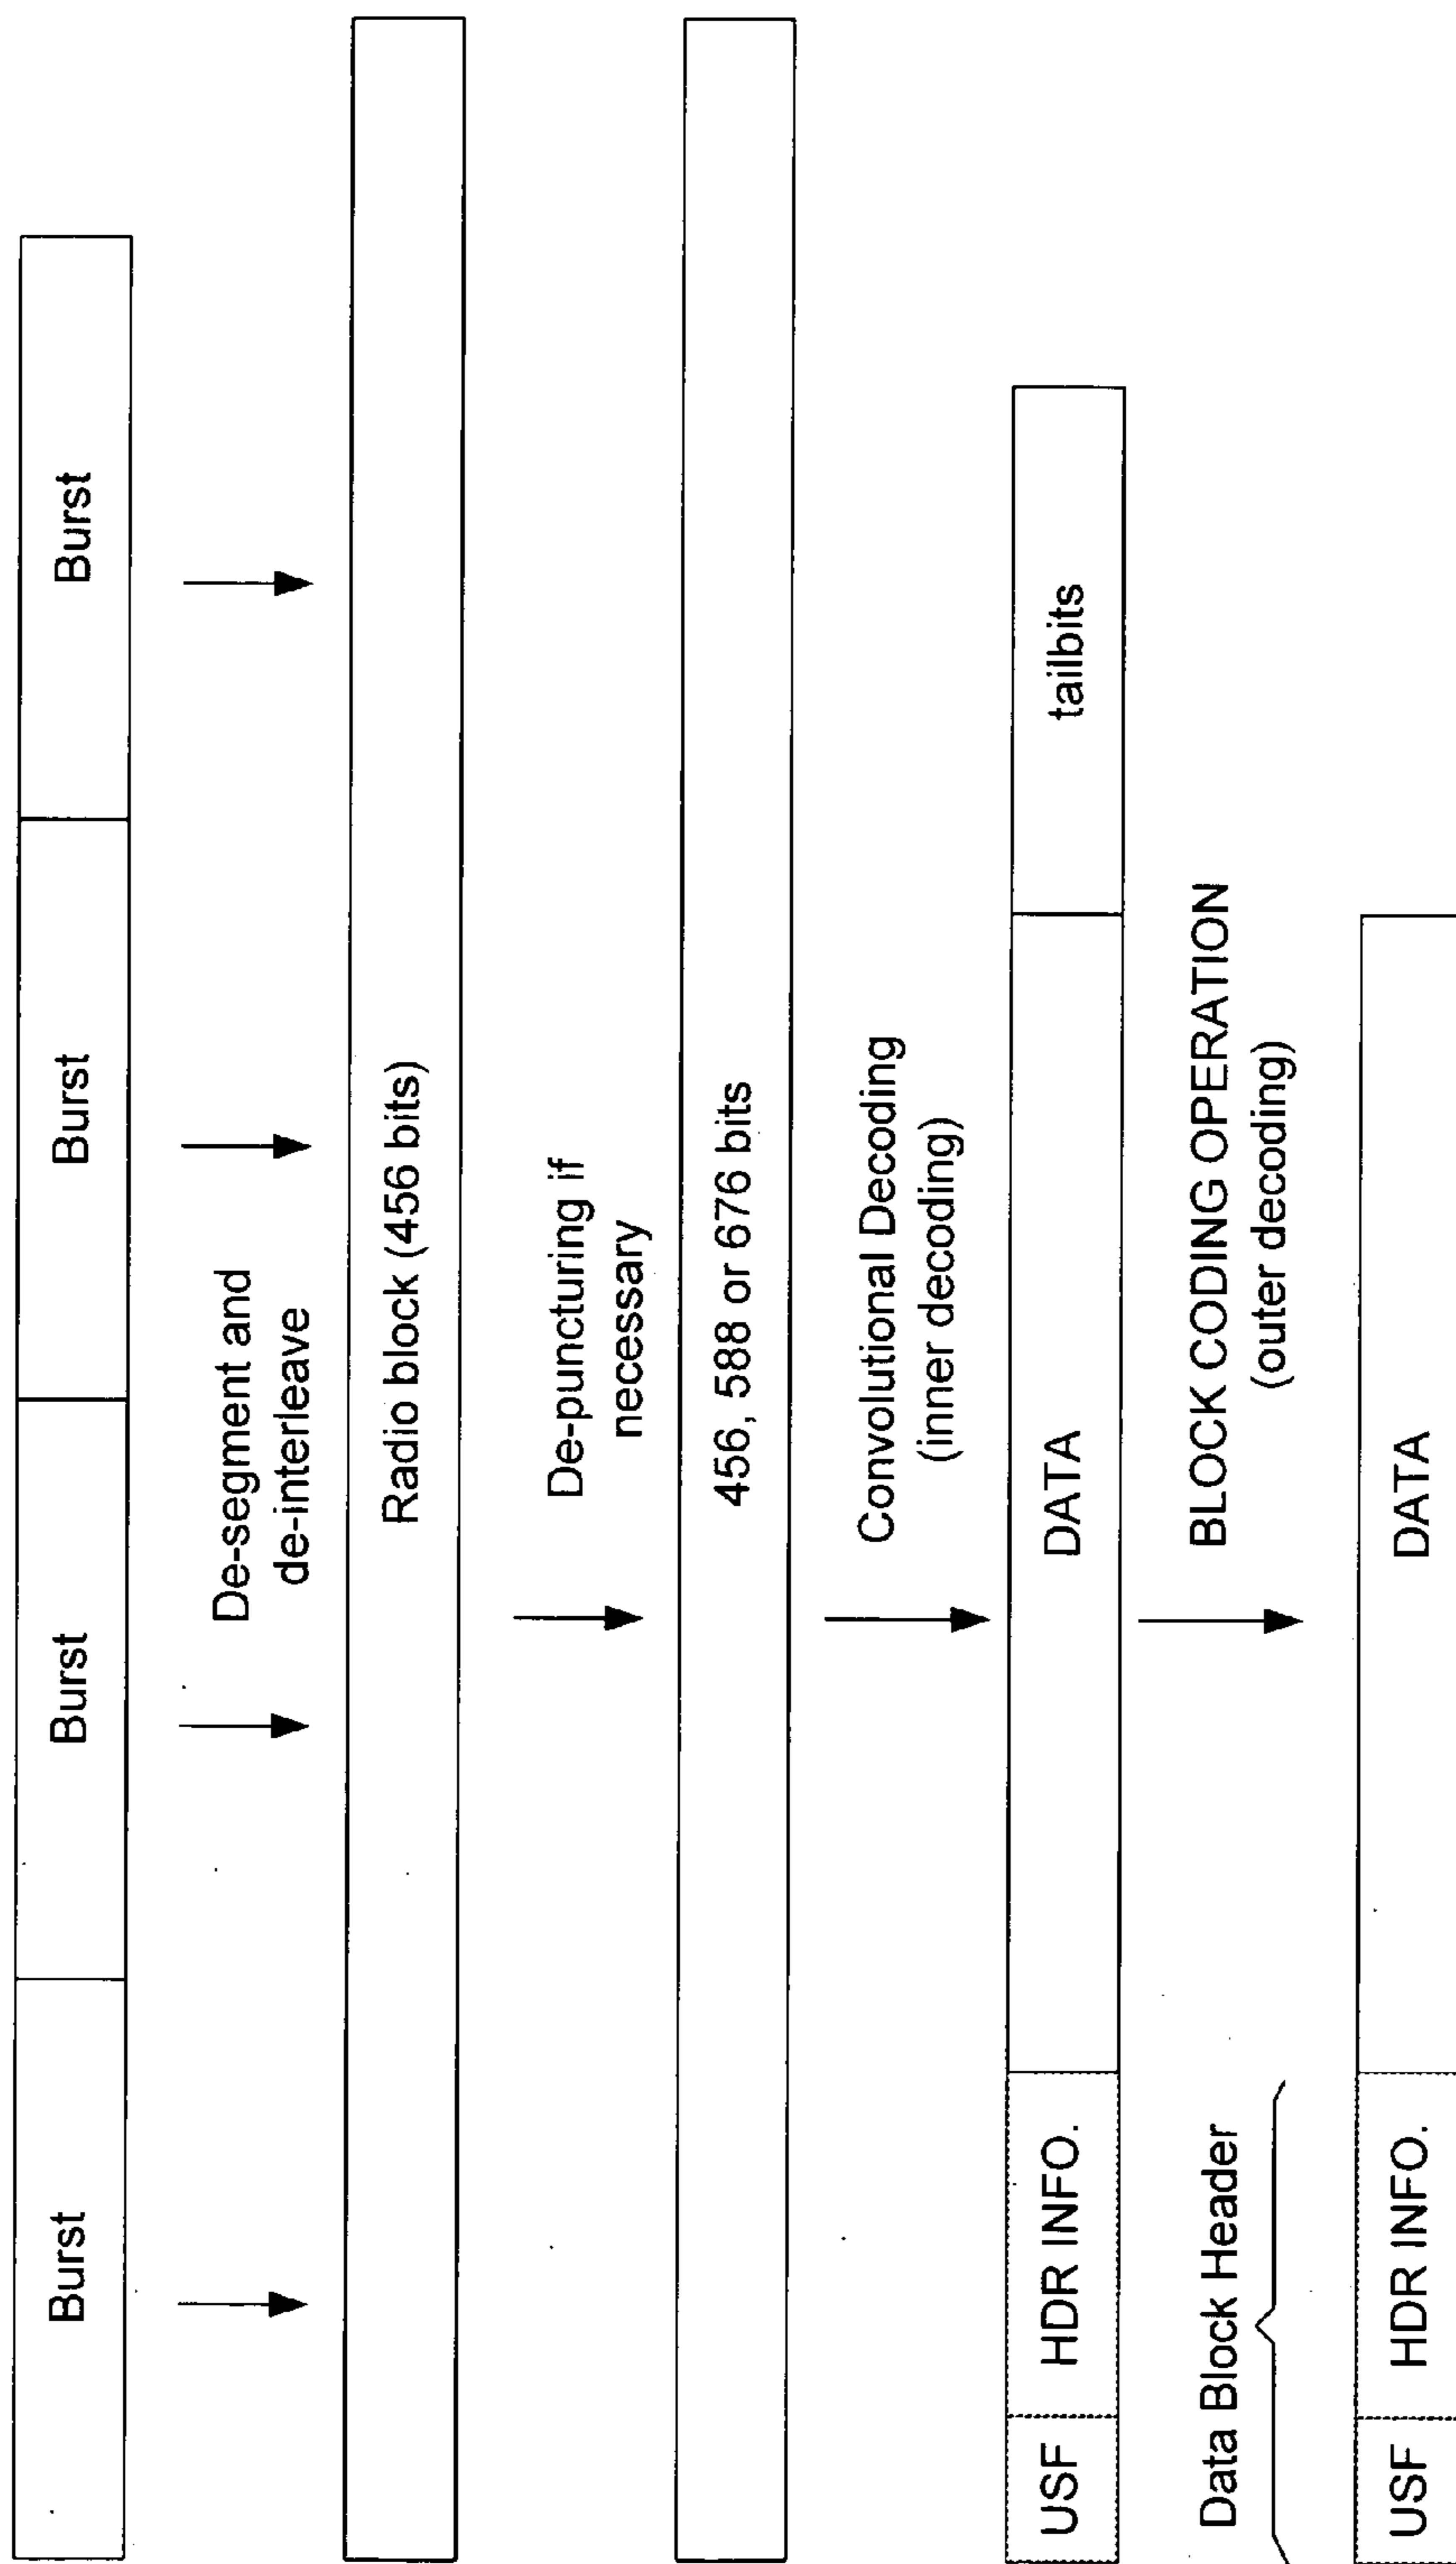 Burst
Burst
Burst
Burst
De-segment and
de-interleave
Radio block (456 bits)
De-puncturing if
necessary
456, 588 or 676 bits
Convolutional Decoding
(inner decoding)
USF
HDR INFO.
DATA
tailbits
Data Block Header
BLOCK CODING OPERATION
(outer decoding)
USF
HDR INFO.
DATA